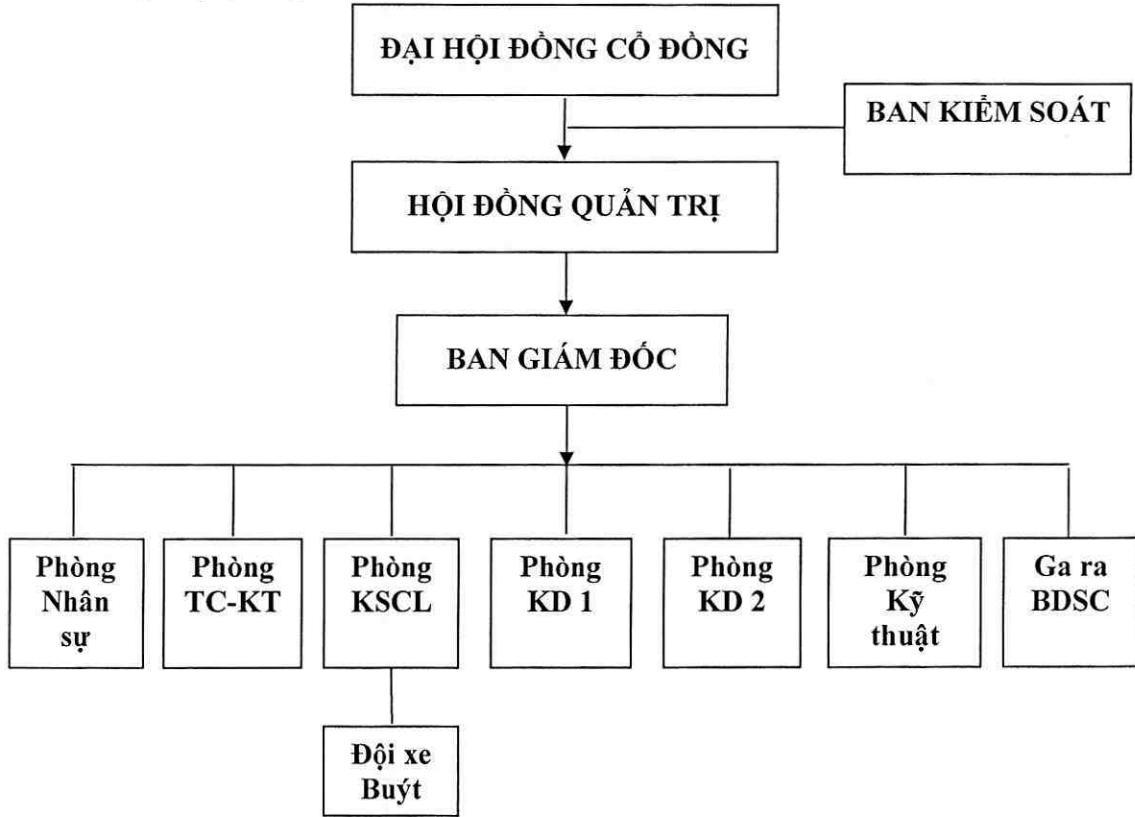 ĐẠI HỘI ĐỒNG CỔ ĐỒNG
BAN KIỂM SOÁT
HỘI ĐỒNG QUẢN TRỊ
BAN GIÁM ĐỐC
Phòng
Nhân
sự
Phòng
TC-KT
Phòng
KSCL
Phòng
KD 1
Phòng
KD 2
Phòng
Kỹ
thuật
Ga ra
BDSC
Đội xe
Buýt